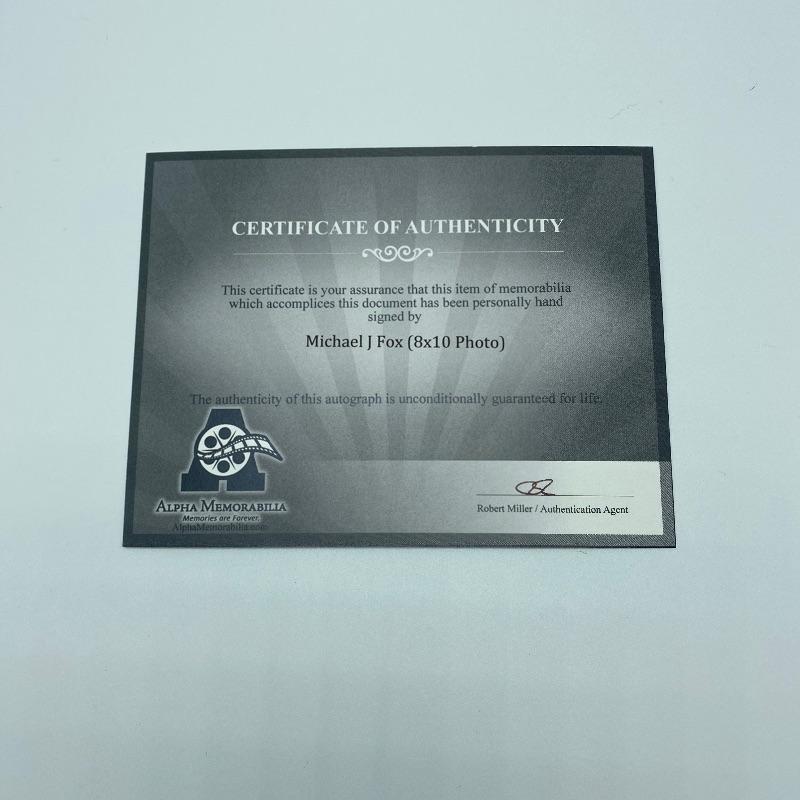 CERTIFICATE OF AUTHENTICITY
This certificate is your assurance that this item of memorabilia
which accomplices this document has been personally hand
signed by
Michael J Fox (8x10 Photo)
The authenticity of this autograph is unconditionally guaranteed for life.
ALPHA MEMORABILIA
Memories are Forever.
AlphaMemorabilia.com
Robert Miller / Authentication Agent